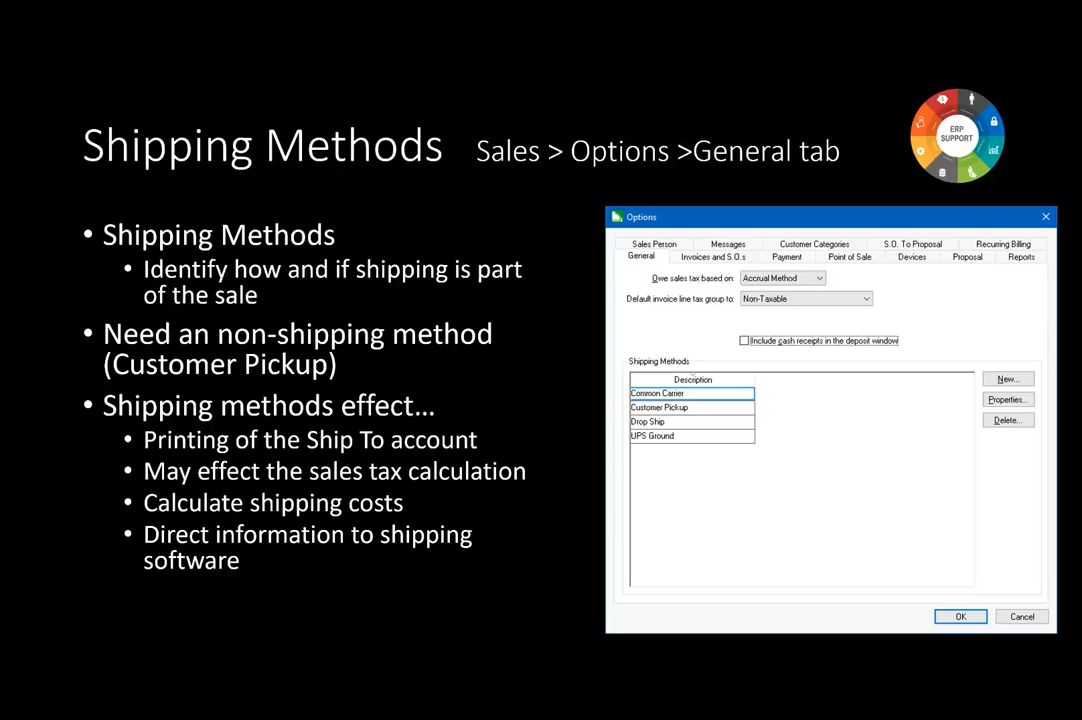 Shipping Methods Sales > Options >General tab
ERP
SUPPORT
• Shipping Methods
• Identify how and if shipping is part
of the sale
• Need an non-shipping method
(Customer Pickup)
• Shipping methods effect...
• Printing of the Ship To account
• May effect the sales tax calculation
• Calculate shipping costs
• Direct information to shipping
software
Options
Sales Person Messages Customer Categories S.O. To Proposal Recurring Billing
General Invoices and S.O.s Payment Point of Sale Devices Proposal Reports
Owe sales tax based on: Accrual Method
Default invoice line tax group to: Non-Taxable
Include cash receipts in the deposit window
Shipping Methods
Description
Common Carrier
Customer Pickup
Drop Ship
UPS Ground
New...
Properties...
Delete...
OK Cancel